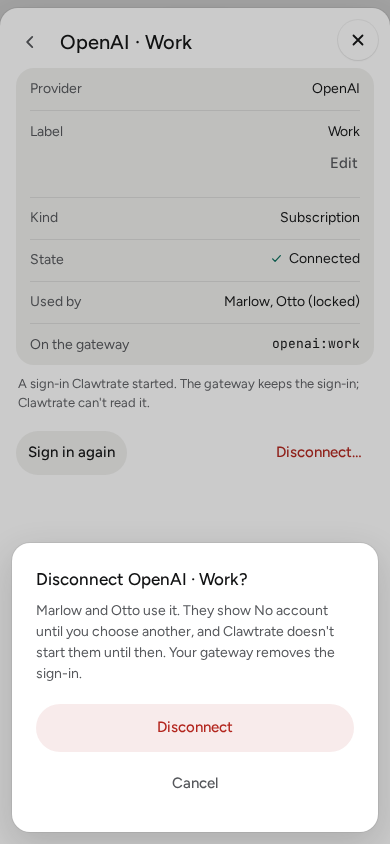 OpenAI · Work
Provider OpenAI
Label Work
Edit
Kind Subscription
State Connected
Used by Marlow, Otto (locked)
On the gateway openai:work
A sign-in Clawtrate started. The gateway keeps the sign-in;
Clawtrate can't read it.
Sign in again Disconnect...
Disconnect OpenAI · Work?
Marlow and Otto use it. They show No account
until you choose another, and Clawtrate doesn't
start them until then. Your gateway removes the
sign-in.
Disconnect
Cancel